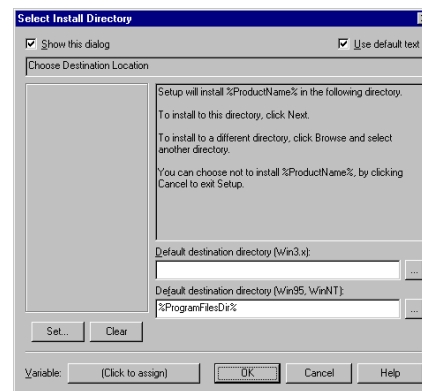 Select Install Directory
Show this dialog
Use default text
Choose Destination Location
Setup will install %ProductName% in the following directory.
To install to this directory, click Next.
To install to a different directory, click Browse and select
another directory.
You can choose not to install %ProductName%, by clicking
Cancel to exit Setup.
Default destination directory (Win3.x):
...
Default destination directory (Win95, WinNT):
%ProgramFilesDir%
...
Set...
Clear
Variable:
(Click to assign)
OK
Cancel
Help